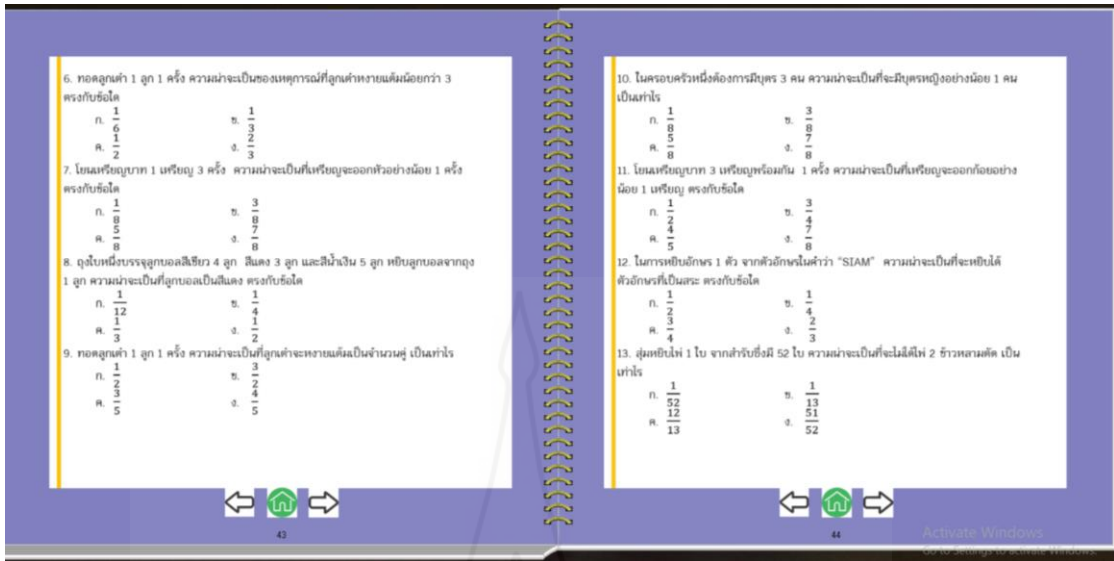 6. ทอดลูกเต๋า 1 ลูก 1 ครั้ง ความน่าจะเป็นของเหตุการณ์ที่ลูกเต๋าหงายแต้มน้อยกว่า 3
ตรงกับข้อใด
ก. 1/6 ข. 1/3
ค. 1/2 ง. 2/3
7. โยนเหรียญบาท 1 เหรียญ 3 ครั้ง ความน่าจะเป็นที่เหรียญจะออกหัวอย่างน้อย 1 ครั้ง
ตรงกับข้อใด
ก. 1/8 ข. 3/8
ค. 5/8 ง. 7/8
8. ถุงใบหนึ่งบรรจุลูกบอลสีเขียว 4 ลูก สีแดง 3 ลูก และสีน้ำเงิน 5 ลูก หยิบลูกบอลจากถุง
1 ลูก ความน่าจะเป็นที่ลูกบอลเป็นสีแดง ตรงกับข้อใด
ก. 1/12 ข. 1/4
ค. 1/3 ง. 1/2
9. ทอดลูกเต๋า 1 ลูก 1 ครั้ง ความน่าจะเป็นที่ลูกเต๋าจะหงายแต้มเป็นจำนวนคู่ เป็นเท่าไร
ก. 1/2 ข. 3/2
ค. 3/5 ง. 4/5
43
10. ในครอบครัวหนึ่งต้องการมีบุตร 3 คน ความน่าจะเป็นที่จะมีบุตรหญิงอย่างน้อย 1 คน
เป็นเท่าไร
ก. 1/8 ข. 3/8
ค. 5/8 ง. 7/8
11. โยนเหรียญบาท 3 เหรียญพร้อมกัน 1 ครั้ง ความน่าจะเป็นที่เหรียญจะออกก้อยอย่าง
น้อย 1 เหรียญ ตรงกับข้อใด
ก. 1/2 ข. 3/4
ค. 4/5 ง. 7/8
12. ในการหยิบอักษร 1 ตัว จากตัวอักษรในคำว่า "SIAM" ความน่าจะเป็นที่จะหยิบได้
ตัวอักษรที่เป็นสระ ตรงกับข้อใด
ก. 1/2 ข. 1/4
ค. 3/4 ง. 2/3
13. สุ่มหยิบไพ่ 1 ใบ จากสำรับซึ่งมี 52 ใบ ความน่าจะเป็นที่จะไม่ได้ไพ่ 2 ข้าวหลามตัด เป็น
เท่าไร
ก. 1/52 ข. 1/13
ค. 12/13 ง. 51/52
44
Activate Windows
Go to Settings to activate Windows.